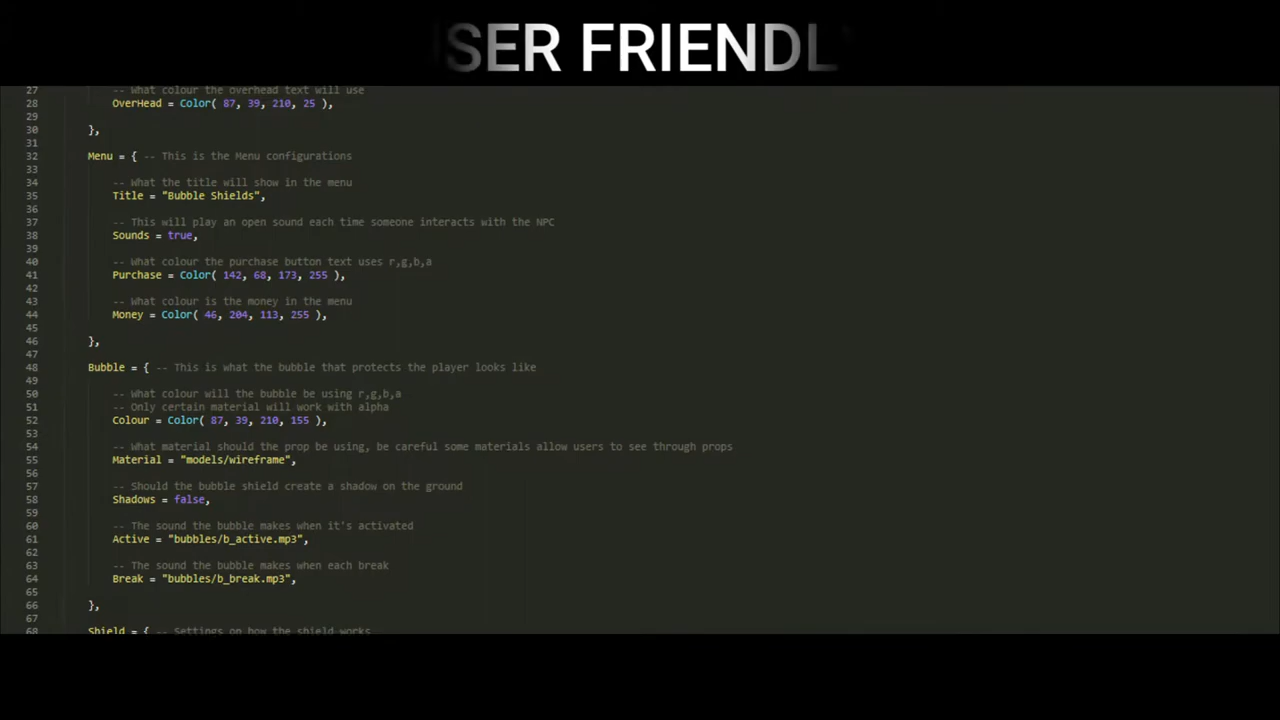 SER FRIENDL
27 -- What colour the overhead text will use
28 OverHead = Color( 87, 39, 210, 25 ),
29
30 },
31
32 Menu = { -- This is the Menu configurations
33
34 -- What the title will show in the menu
35 Title = "Bubble Shields",
36
37 -- This will play an open sound each time someone interacts with the NPC
38 Sounds = true,
39
40 -- What colour the purchase button text uses r,g,b,a
41 Purchase = Color( 142, 68, 173, 255 ),
42
43 -- What colour is the money in the menu
44 Money = Color( 46, 204, 113, 255 ),
45
46 },
47
48 Bubble = { -- This is what the bubble that protects the player looks like
49
50 -- What colour will the bubble be using r,g,b,a
51 -- Only certain material will work with alpha
52 Colour = Color( 87, 39, 210, 155 ),
53
54 -- What material should the prop be using, be careful some materials allow users to see through props
55 Material = "models/wireframe",
56
57 -- Should the bubble shield create a shadow on the ground
58 Shadows = false,
59
60 -- The sound the bubble makes when it's activated
61 Active = "bubbles/b_active.mp3",
62
63 -- The sound the bubble makes when each break
64 Break = "bubbles/b_break.mp3",
65
66 },
67
68 Shield = { -- Settings on how the shield works